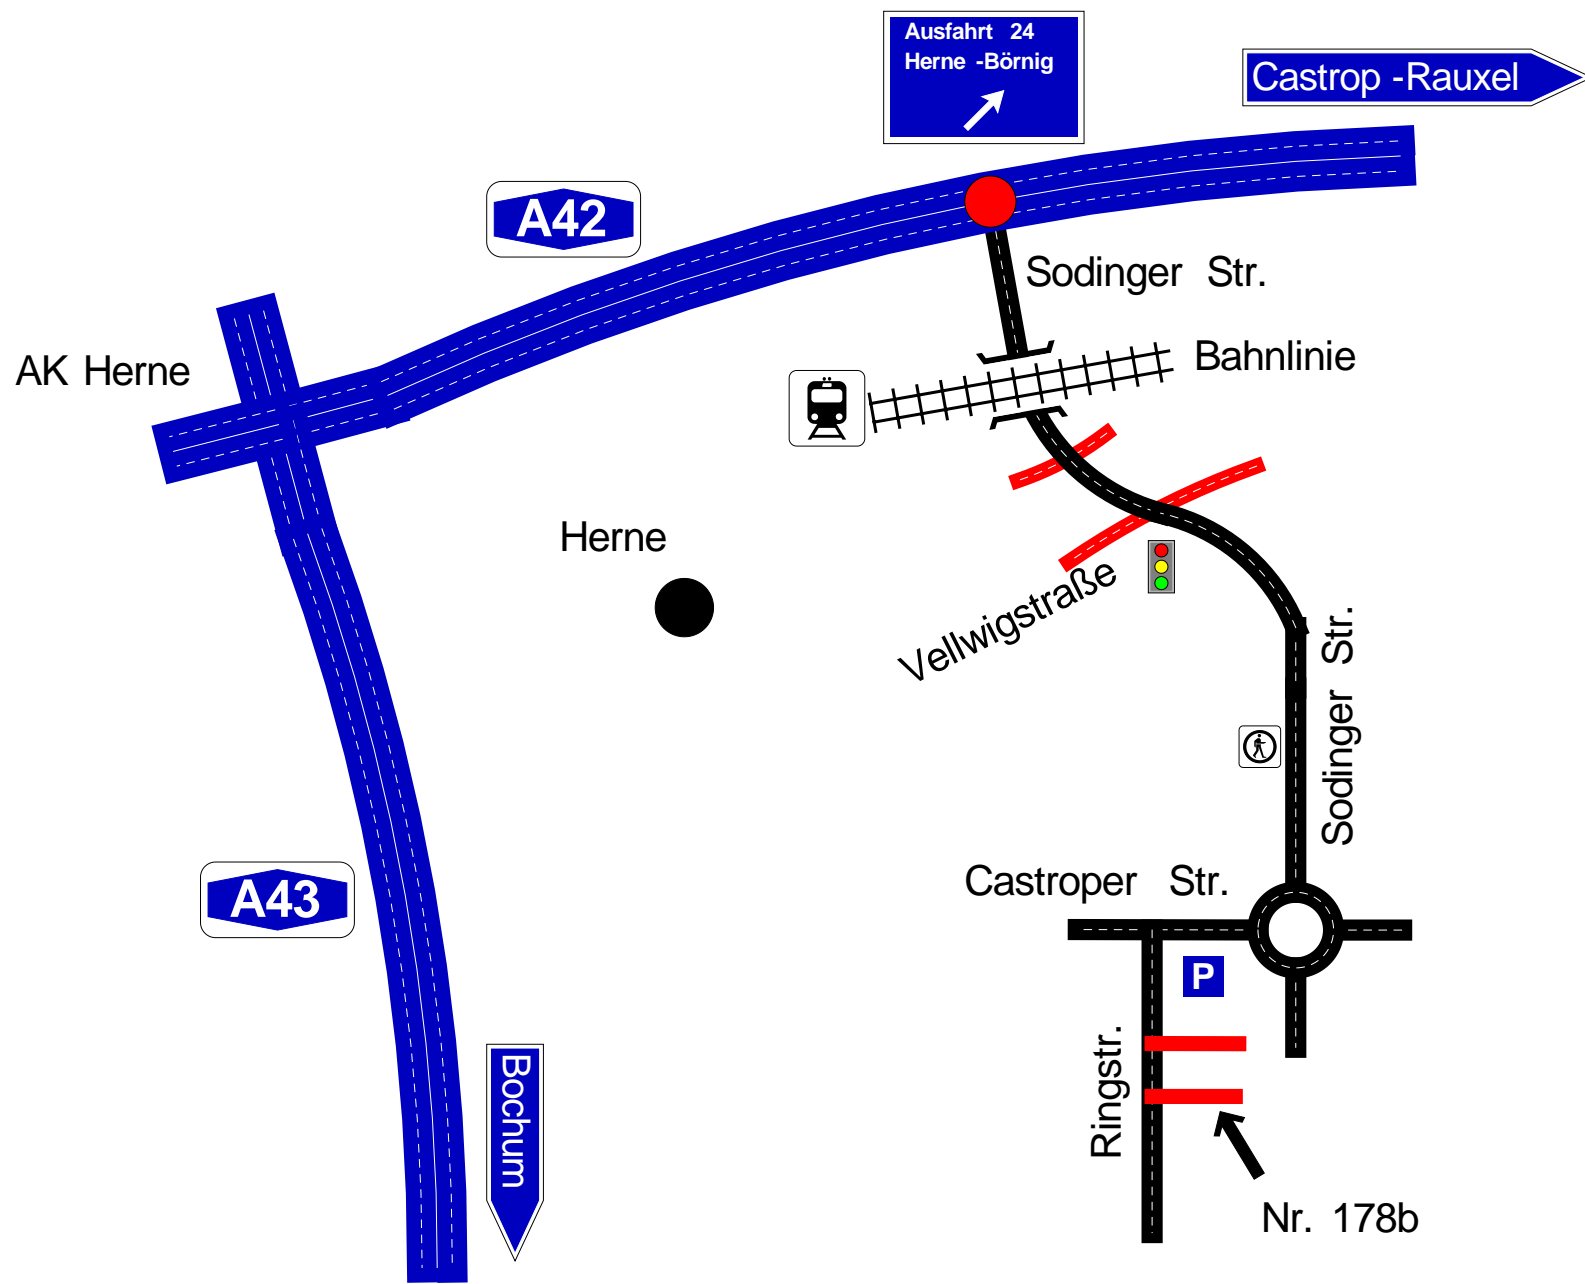 Ausfahrt 24
Herne -Börnig
Castrop -Rauxel
A42
Sodinger Str.
AK Herne
Bahnlinie
Herne
Vellwigstraße
Sodinger Str.
A43
Castroper Str.
P
Ringstr.
Bochum
Nr. 178b